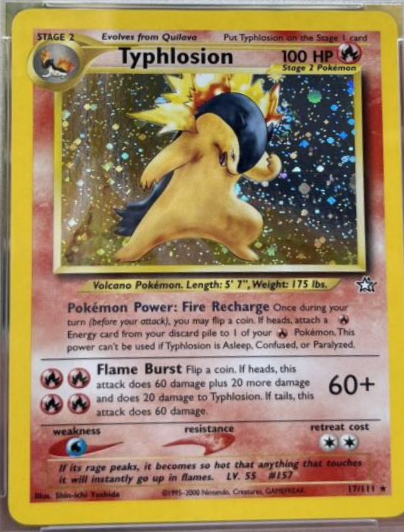 STAGE 2 Evolves from Quilava Put Typhlosion on the Stage 1 card
Typhlosion 100 HP
Stage 2 Pokémon
Volcano Pokémon. Length: 5' 7", Weight: 175 lbs.
Pokémon Power: Fire Recharge Once during your
turn (before your attack), you may flip a coin. If heads, attach a
Energy card from your discard pile to 1 of your Pokémon. This
power can't be used if Typhlosion is Asleep, Confused, or Paralyzed.
Flame Burst Flip a coin. If heads, this
attack does 60 damage plus 20 more damage
and does 20 damage to Typhlosion. If tails, this
attack does 60 damage.
60+
weakness resistance retreat cost
If its rage peaks, it becomes so hot that anything that touches
it will instantly go up in flames. LV. 55 #157
Illus. Shin-ichi Yoshida ©1995-2000 Nintendo, Creatures, GAMEFREAK. 17/111